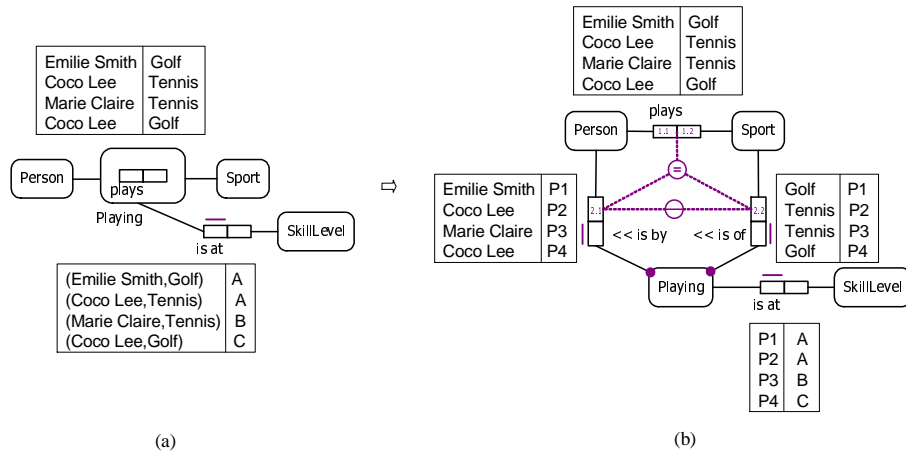 Emilie Smith Golf
Coco Lee Tennis
Marie Claire Tennis
Coco Lee Golf
Person
plays
Sport
Playing
is at
SkillLevel
(Emilie Smith,Golf) A
(Coco Lee,Tennis) A
(Marie Claire,Tennis) B
(Coco Lee,Golf) C
(a)
⇨
Emilie Smith Golf
Coco Lee Tennis
Marie Claire Tennis
Coco Lee Golf
plays
Person
1.1 1.2
Sport
=
Emilie Smith P1
Coco Lee P2
Marie Claire P3
Coco Lee P4
2.1
<< is by
<< is of
2.2
Golf P1
Tennis P2
Tennis P3
Golf P4
Playing
is at
SkillLevel
P1 A
P2 A
P3 B
P4 C
(b)